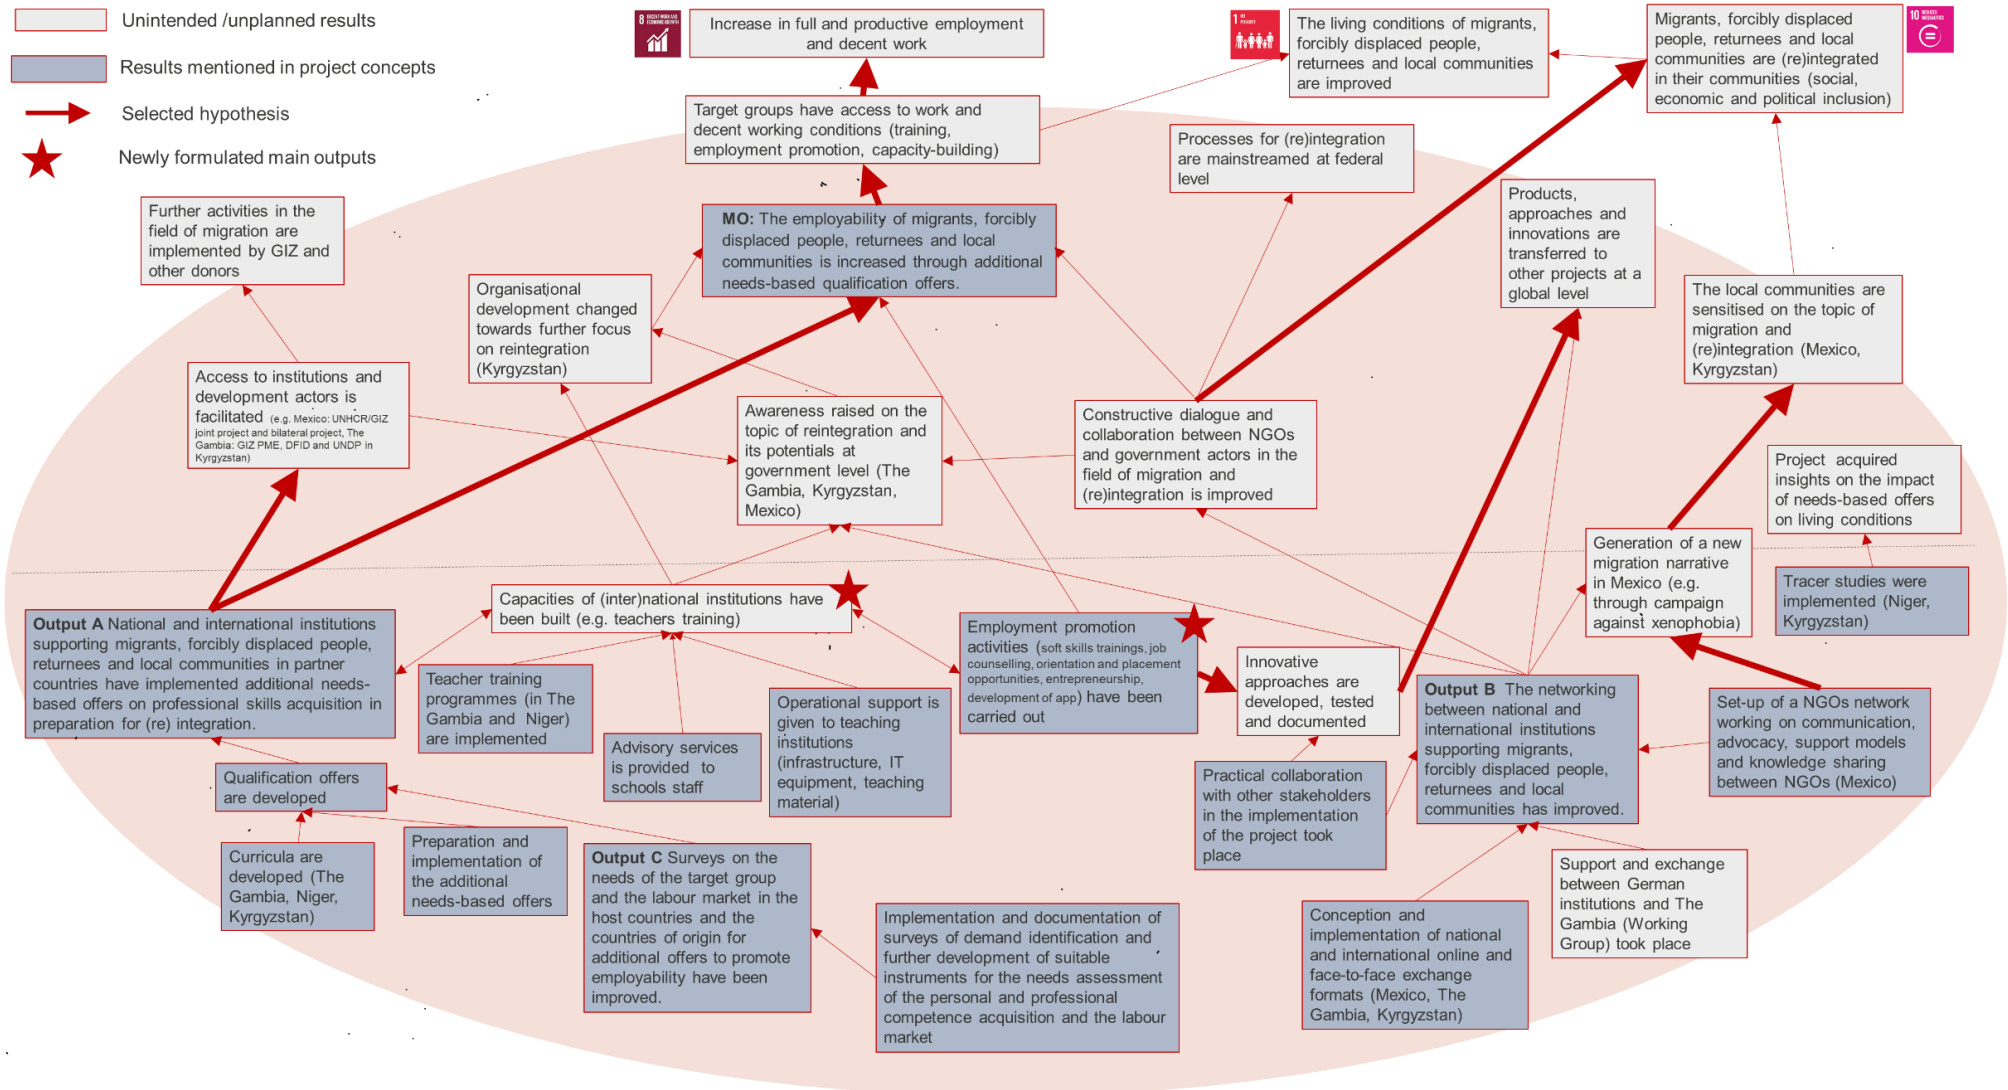 Unintended /unplanned results
Results mentioned in project concepts
Selected hypothesis
Newly formulated main outputs
8 DECENT WORK AND
ECONOMIC GROWTH
Increase in full and productive employment
and decent work
1 NO
POVERTY
The living conditions of migrants,
forcibly displaced people,
returnees and local communities
are improved
Migrants, forcibly displaced
people, returnees and local
communities are (re)integrated
in their communities (social,
economic and political inclusion)
10 REDUCED
INEQUALITIES
Target groups have access to work and
decent working conditions (training,
employment promotion, capacity-building)
Processes for (re)integration
are mainstreamed at federal
level
Products,
approaches and
innovations are
transferred to
other projects at a
global level
Further activities in the
field of migration are
implemented by GIZ and
other donors
MO: The employability of migrants, forcibly
displaced people, returnees and local
communities is increased through additional
needs-based qualification offers.
Organisational
development changed
towards further focus
on reintegration
(Kyrgyzstan)
The local communities are
sensitised on the topic of
migration and
(re)integration (Mexico,
Kyrgyzstan)
Access to institutions and
development actors is
facilitated (e.g. Mexico: UNHCR/GIZ
joint project and bilateral project, The
Gambia: GIZ PME, DFID and UNDP in
Kyrgyzstan)
Awareness raised on the
topic of reintegration and
its potentials at
government level (The
Gambia, Kyrgyzstan,
Mexico)
Constructive dialogue and
collaboration between NGOs
and government actors in the
field of migration and
(re)integration is improved
Project acquired
insights on the impact
of needs-based offers
on living conditions
Generation of a new
migration narrative
in Mexico (e.g.
through campaign
against xenophobia)
Tracer studies were
implemented (Niger,
Kyrgyzstan)
Capacities of (inter)national institutions have
been built (e.g. teachers training)
Output A National and international institutions
supporting migrants, forcibly displaced people,
returnees and local communities in partner
countries have implemented additional needs-
based offers on professional skills acquisition in
preparation for (re) integration.
Employment promotion
activities (soft skills trainings, job
counselling, orientation and placement
opportunities, entrepreneurship,
development of app) have been
carried out
Innovative
approaches are
developed, tested
and documented
Teacher training
programmes (in The
Gambia and Niger)
are implemented
Advisory services
is provided to
schools staff
Operational support is
given to teaching
institutions
(infrastructure, IT
equipment, teaching
material)
Output B The networking
between national and
international institutions
supporting migrants,
forcibly displaced people,
returnees and local
communities has improved.
Set-up of a NGOs network
working on communication,
advocacy, support models
and knowledge sharing
between NGOs (Mexico)
Qualification offers
are developed
Practical collaboration
with other stakeholders
in the implementation
of the project took
place
Curricula are
developed (The
Gambia, Niger,
Kyrgyzstan)
Preparation and
implementation of
the additional
needs-based offers
Output C Surveys on the
needs of the target group
and the labour market in the
host countries and the
countries of origin for
additional offers to promote
employability have been
improved.
Implementation and documentation of
surveys of demand identification and
further development of suitable
instruments for the needs assessment
of the personal and professional
competence acquisition and the labour
market
Conception and
implementation of national
and international online and
face-to-face exchange
formats (Mexico, The
Gambia, Kyrgyzstan)
Support and exchange
between German
institutions and The
Gambia (Working
Group) took place